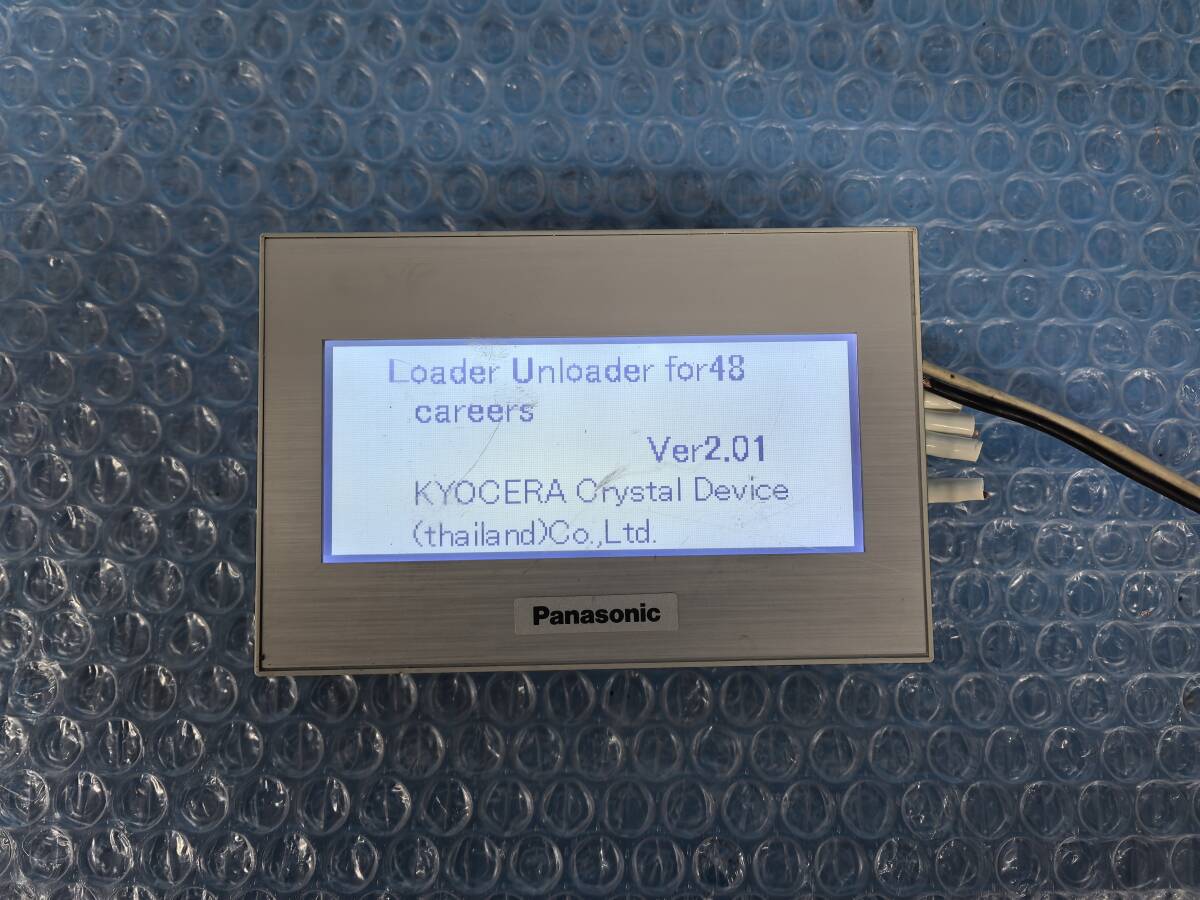 Loader Unloader for48
careers
Ver2.01
KYOCERA Crystal Device
(thailand)Co.,Ltd.
Panasonic